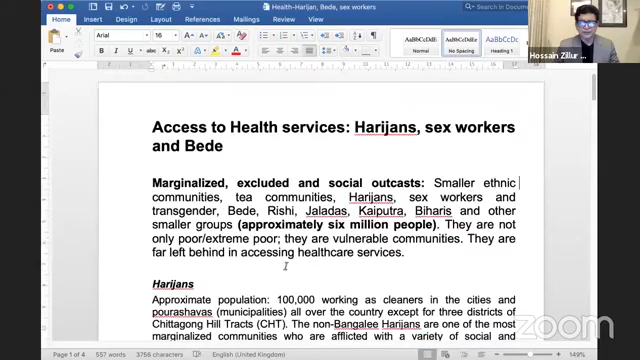 Health-Harijan, Bede, sex workers
Home Insert Design Layout References Mailings Review View
Search in Docume
Paste
Arial
16
AaBbCcDdEe
AaBbCcDdEe
AaBbCcDd
Normal
No Spacing
Heading 1
Hossain Zillur
Access to Health services: Harijans, sex workers
and Bede
Marginalized, excluded and social outcasts: Smaller ethnic
communities, tea communities, Harijans, sex workers and
transgender, Bede, Rishi, Jaladas, Kaiputra, Biharis and other
smaller groups (approximately six million people). They are not
only poor/extreme poor; they are vulnerable communities. They are
far left behind in accessing healthcare services.
Harijans
Approximate population: 100,000 working as cleaners in the cities and
pourashavas (municipalities) all over the country except for three districts of
Chittagong Hill Tracts (CHT). The non-Bangalee Harijans are one of the most
marginalized communities who are afflicted with a variety of social and
zoom
Page 1 of 4 557 words 3756 characters English (United Kingdom) 149%